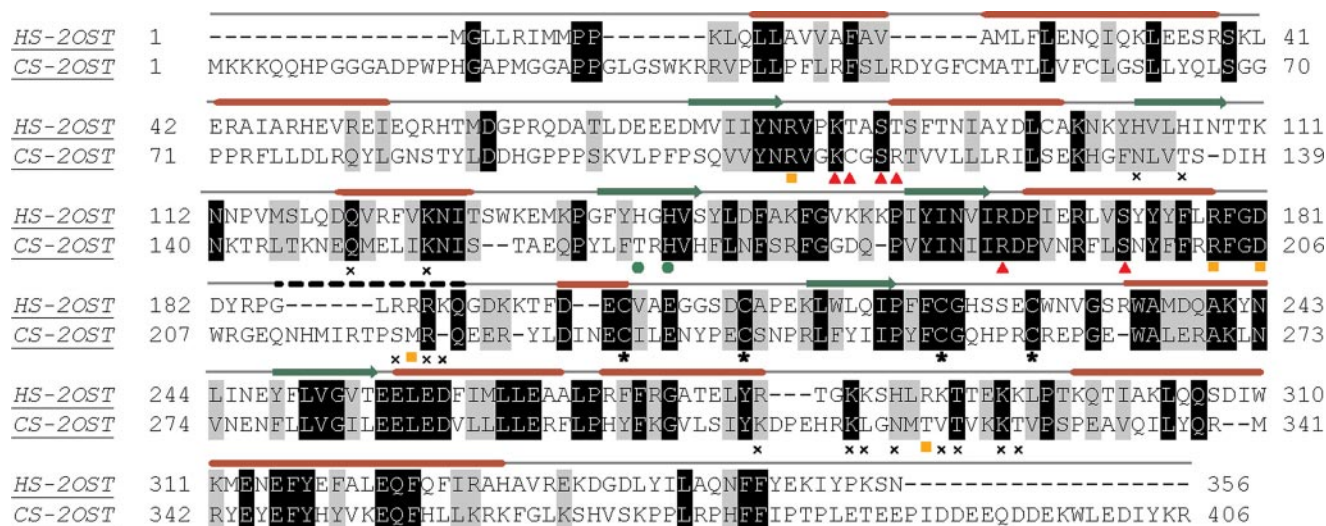 HS-2OST 1 ----------------MGLLRIMMPP-------KLQLLAVVAFAV------AMLFLENQIQKLEESRSKL 41
CS-2OST 1 MKKKQQHPGGGADPWPHGAPMGGAPPGLGSWKRRVPLLPFLRFSLRDYGFCMATLLVFCLGSLLYQLSGG 70
HS-2OST 42 ERAIARHEVREIEQRHTMDGPRQDATLDEEEDMVIIYNRVPKTASTSFTNIAYDLCAKNKYHVLHINTTK 111
CS-2OST 71 PPRFLLDLRQYLGNSTYLDDHGPPPSKVLPFPSQVVYNRVGKCGSRTVVLLLRILSEKHGFNLVTS-DIH 139
HS-2OST 112 NNPVMSLQDQVRFVKNITSWKEMKPGFYHGHVSYLDFAKFGVKKKPIYINVIRDPIERLVSYYYFLRFGD 181
CS-2OST 140 NKTRLTKNEQMELIKNIS--TAEQPYLFTRHVHFLNFSRFGGDQ-PVYINIIRDPVNRFLSNYFFRRFGD 206
HS-2OST 182 DYRPG------LRRRKQGDKKTFD--ECVAEGGSDCAPEKLWLQIPFFCGHSSECWNVGSRWAMDQAKYN 243
CS-2OST 207 WRGEQNHMIRTPSMR-QEER-YLDINECILENYPECSNPRLFYIIPYFCGQHPRCREPGE-WALERAKLN 273
HS-2OST 244 LINEYFLVGVTEELEDFIMLLEAALPRFFRGATELYR---TGKKSHLRKTTEKKLPTKQTIAKLQQSDIW 310
CS-2OST 274 VNENFLLVGILEELEDVLLLLERFLPHYFKGVLSIYKDPEHRKLGNMTVTVKKTVPSPEAVQILYQR--M 341
HS-2OST 311 KMENEFYEFALEQFQFIRAHAVREKDGDLYILAQNFFYEKIYPKSN------------------- 356
CS-2OST 342 RYEYEFYHYVKEQFHLLKRKFGLKSHVSKPPLRPHFFIPTPLETEEPIDDEEQDDEKWLEDIYKR 406